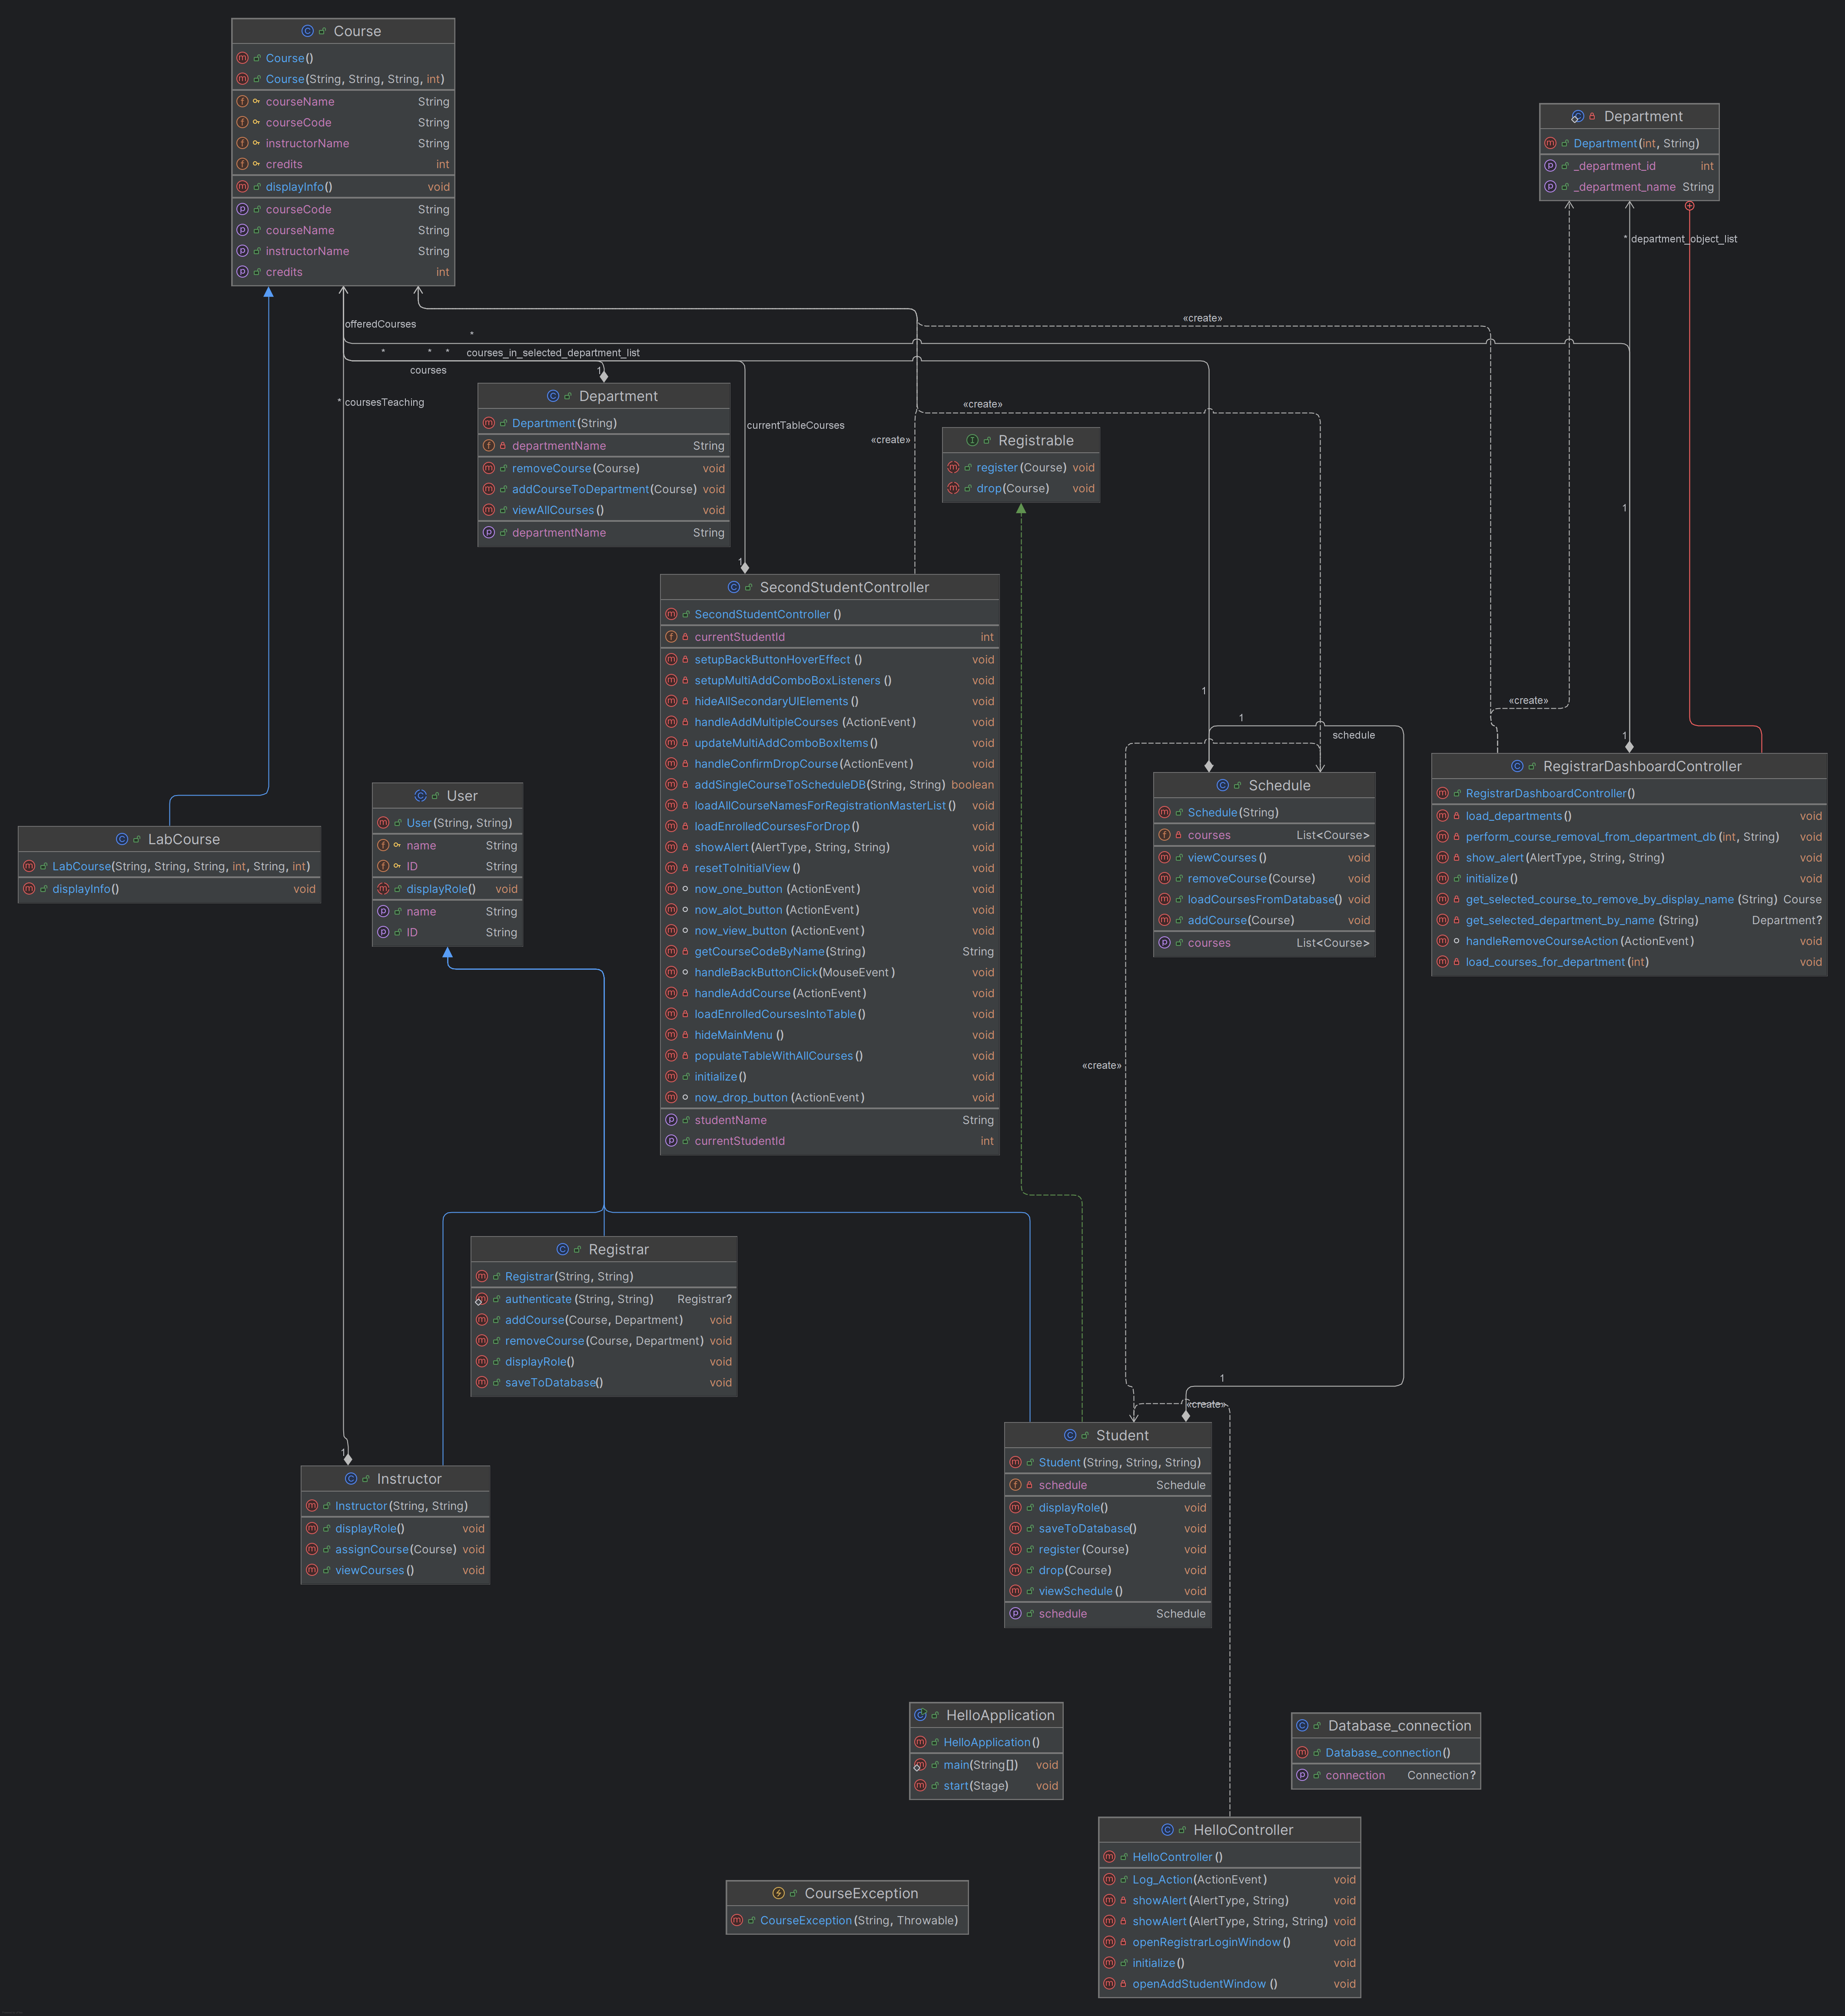 Course
Course()
Course(String, String, String, int)
courseName String
courseCode String
instructorName String
credits int
displayInfo() void
courseCode String
courseName String
instructorName String
credits int
Department
Department(int, String)
_department_id int
_department_name String
* department_object_list
offeredCourses
*
«create»
* * * courses_in_selected_department_list
courses
* coursesTeaching
1
Department
Department(String)
departmentName String
removeCourse(Course) void
addCourseToDepartment(Course) void
viewAllCourses() void
departmentName String
currentTableCourses
«create»
«create»
Registrable
register(Course) void
drop(Course) void
1
1
SecondStudentController
SecondStudentController()
currentStudentId int
setupBackButtonHoverEffect() void
setupMultiAddComboBoxListeners() void
hideAllSecondaryUIElements() void
handleAddMultipleCourses(ActionEvent) void
updateMultiAddComboBoxItems() void
handleConfirmDropCourse(ActionEvent) void
addSingleCourseToScheduleDB(String, String) boolean
loadAllCourseNamesForRegistrationMasterList() void
loadEnrolledCoursesForDrop() void
showAlert(AlertType, String, String) void
resetToInitialView() void
now_one_button(ActionEvent) void
now_alot_button(ActionEvent) void
now_view_button(ActionEvent) void
getCourseCodeByName(String) String
handleBackButtonClick(MouseEvent) void
handleAddCourse(ActionEvent) void
loadEnrolledCoursesIntoTable() void
hideMainMenu() void
populateTableWithAllCourses() void
initialize() void
now_drop_button(ActionEvent) void
studentName String
currentStudentId int
1
1
schedule
«create»
1
Schedule
Schedule(String)
courses List<Course>
viewCourses() void
removeCourse(Course) void
loadCoursesFromDatabase() void
addCourse(Course) void
courses List<Course>
RegistrarDashboardController
RegistrarDashboardController()
load_departments() void
perform_course_removal_from_department_db(int, String) void
show_alert(AlertType, String, String) void
initialize() void
get_selected_course_to_remove_by_display_name(String) Course
get_selected_department_by_name(String) Department?
handleRemoveCourseAction(ActionEvent) void
load_courses_for_department(int) void
User
User(String, String)
name String
ID String
displayRole() void
name String
ID String
LabCourse
LabCourse(String, String, String, int, String, int)
displayInfo() void
«create»
Registrar
Registrar(String, String)
authenticate(String, String) Registrar?
addCourse(Course, Department) void
removeCourse(Course, Department) void
displayRole() void
saveToDatabase() void
1
«create»
Student
Student(String, String, String)
schedule Schedule
displayRole() void
saveToDatabase() void
register(Course) void
drop(Course) void
viewSchedule() void
schedule Schedule
1
Instructor
Instructor(String, String)
displayRole() void
assignCourse(Course) void
viewCourses() void
HelloApplication
HelloApplication()
main(String[]) void
start(Stage) void
Database_connection
Database_connection()
connection Connection?
HelloController
HelloController()
Log_Action(ActionEvent) void
showAlert(AlertType, String) void
showAlert(AlertType, String, String) void
openRegistrarLoginWindow() void
initialize() void
openAddStudentWindow() void
CourseException
CourseException(String, Throwable)